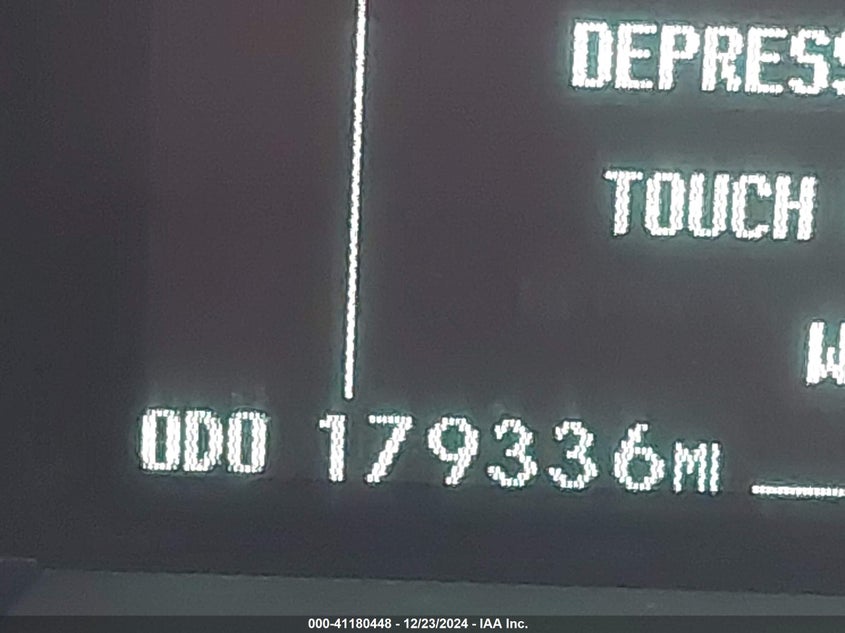 DEPRESS
TOUCH
W
ODO 179336MI
000-41180448 - 12/23/2024 - IAA Inc.